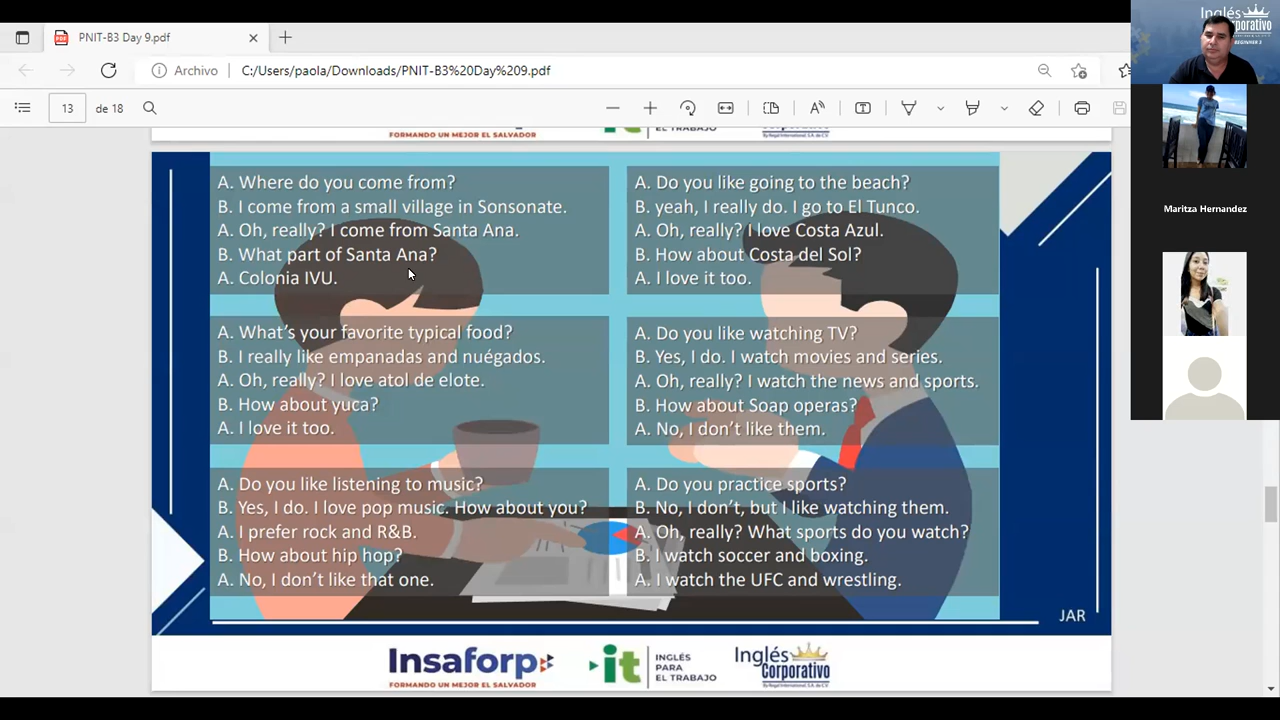 PNIT-B3 Day 9.pdf
Archivo
C:/Users/paola/Downloads/PNIT-B3%20Day%209.pdf
13
de 18
FORMANDO UN MEJOR EL SALVADOR
EL TRABAJO
A. Where do you come from?
B. I come from a small village in Sonsonate.
A. Oh, really? I come from Santa Ana.
B. What part of Santa Ana?
A. Colonia IVU.
A. Do you like going to the beach?
B. yeah, I really do. I go to El Tunco.
A. Oh, really? I love Costa Azul.
B. How about Costa del Sol?
A. I love it too.
A. What's your favorite typical food?
B. I really like empanadas and nuégados.
A. Oh, really? I love atol de elote.
B. How about yuca?
A. I love it too.
A. Do you like watching TV?
B. Yes, I do. I watch movies and series.
A. Oh, really? I watch the news and sports.
B. How about Soap operas?
A. No, I don't like them.
A. Do you like listening to music?
B. Yes, I do. I love pop music. How about you?
A. I prefer rock and R&B.
B. How about hip hop?
A. No, I don't like that one.
A. Do you practice sports?
B. No, I don't, but I like watching them.
A. Oh, really? What sports do you watch?
B. I watch soccer and boxing.
A. I watch the UFC and wrestling.
JAR
Insaforp
FORMANDO UN MEJOR EL SALVADOR
it
INGLÉS
PARA
EL TRABAJO
Inglés
Corporativo
Inglés
Corporativo
BEGINNER 3
Maritza Hernandez